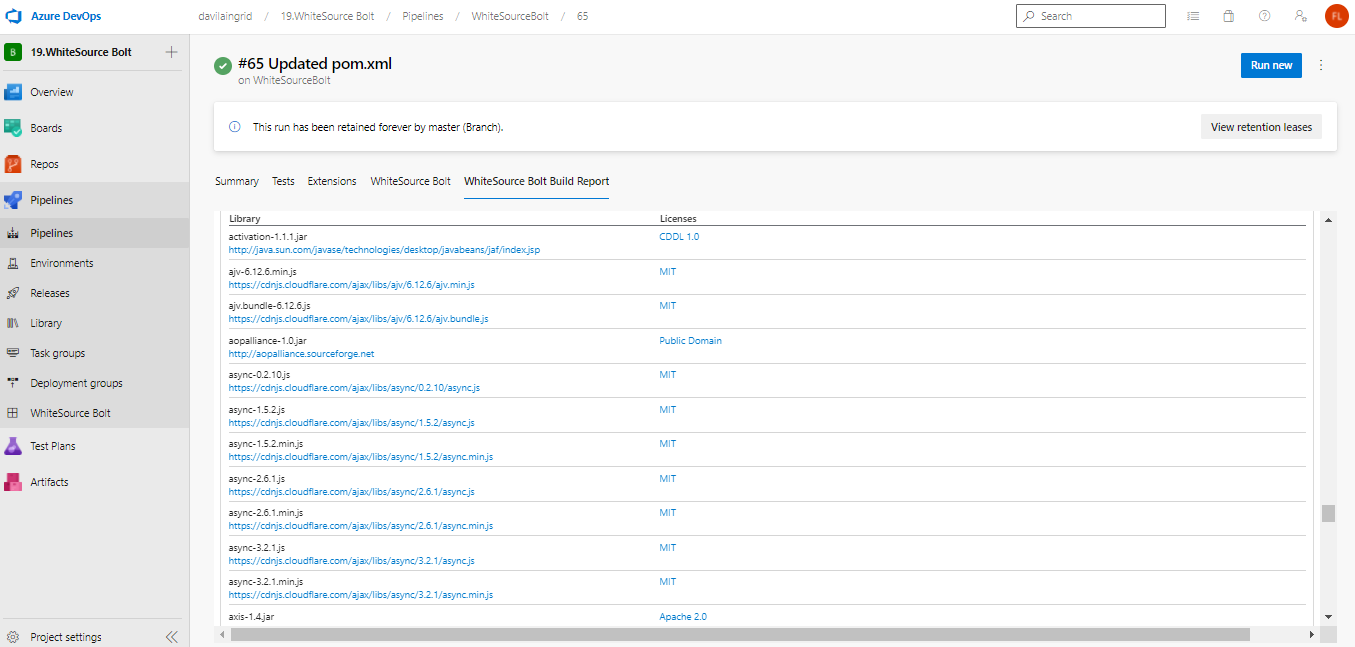 Azure DevOps
davilaingrid / 19.WhiteSource Bolt / Pipelines / WhiteSourceBolt / 65
Search
FL
B 19.WhiteSource Bolt
Overview
Boards
Repos
Pipelines
Pipelines
Environments
Releases
Library
Task groups
Deployment groups
WhiteSource Bolt
Test Plans
Artifacts
Project settings
#65 Updated pom.xml
on WhiteSourceBolt
Run new
This run has been retained forever by master (Branch).
View retention leases
Summary Tests Extensions WhiteSource Bolt WhiteSource Bolt Build Report
Library Licenses
activation-1.1.1.jar CDDL 1.0
http://java.sun.com/javase/technologies/desktop/javabeans/jaf/index.jsp
ajv-6.12.6.min.js MIT
https://cdnjs.cloudflare.com/ajax/libs/ajv/6.12.6/ajv.min.js
ajv.bundle-6.12.6.js MIT
https://cdnjs.cloudflare.com/ajax/libs/ajv/6.12.6/ajv.bundle.js
aopalliance-1.0.jar Public Domain
http://aopalliance.sourceforge.net
async-0.2.10.js MIT
https://cdnjs.cloudflare.com/ajax/libs/async/0.2.10/async.js
async-1.5.2.js MIT
https://cdnjs.cloudflare.com/ajax/libs/async/1.5.2/async.js
async-1.5.2.min.js MIT
https://cdnjs.cloudflare.com/ajax/libs/async/1.5.2/async.min.js
async-2.6.1.js MIT
https://cdnjs.cloudflare.com/ajax/libs/async/2.6.1/async.js
async-2.6.1.min.js MIT
https://cdnjs.cloudflare.com/ajax/libs/async/2.6.1/async.min.js
async-3.2.1.js MIT
https://cdnjs.cloudflare.com/ajax/libs/async/3.2.1/async.js
async-3.2.1.min.js MIT
https://cdnjs.cloudflare.com/ajax/libs/async/3.2.1/async.min.js
axis-1.4.jar Apache 2.0